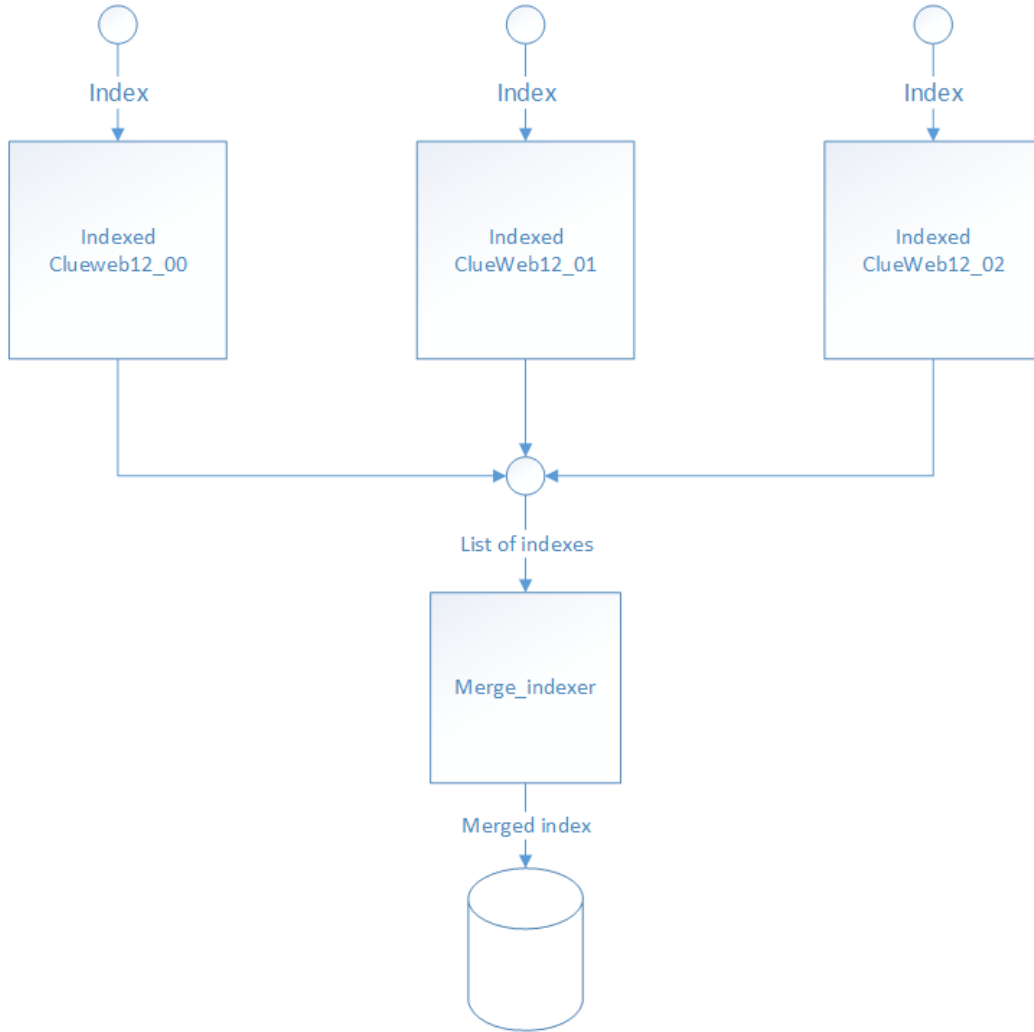 Index
Index
Index
Indexed
Clueweb12_00
Indexed
ClueWeb12_01
Indexed
ClueWeb12_02
List of indexes
Merge_indexer
Merged index